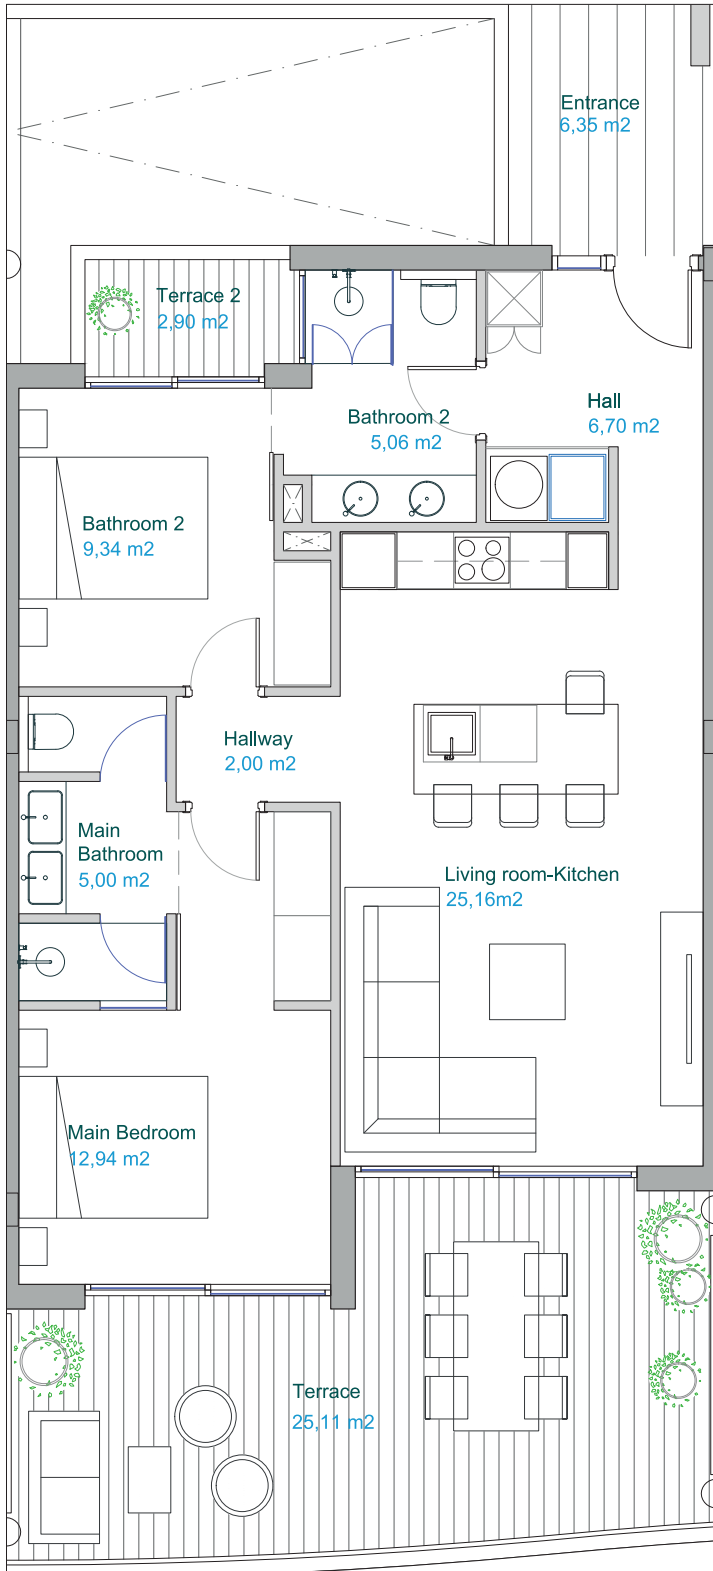 Entrance
6,35 m2
Terrace 2
2,90 m2
Hall
6,70 m2
Bathroom 2
5,06 m2
Bathroom 2
9,34 m2
Hallway
2,00 m2
Main
Bathroom
5,00 m2
Living room-Kitchen
25,16m2
Main Bedroom
12,94 m2
Terrace
25,11 m2